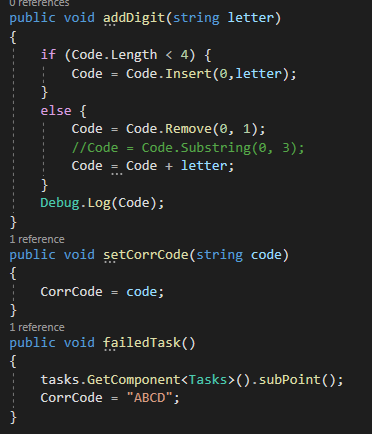 0 references
public void addDigit(string letter)
{
    if (Code.Length < 4) {
        Code = Code.Insert(0,letter);
    }
    else {
        Code = Code.Remove(0, 1);
        //Code = Code.Substring(0, 3);
        Code = Code + letter;
    }
    Debug.Log(Code);
}
1 reference
public void setCorrCode(string code)
{
    CorrCode = code;
}
1 reference
public void failedTask()
{
    tasks.GetComponent<Tasks>().subPoint();
    CorrCode = "ABCD";
}